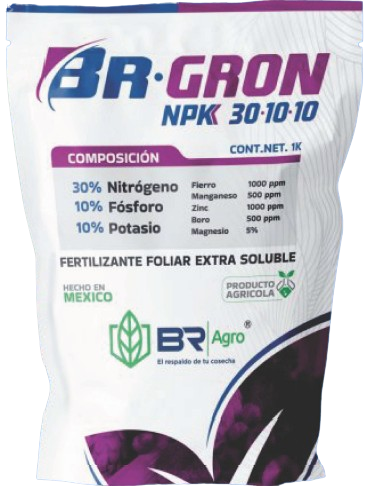 BR·GRON
NPK 30·10·10
CONT.NET. 1K
COMPOSICIÓN
30% Nitrógeno
10% Fósforo
10% Potasio
Fierro 1000 ppm
Manganeso 500 ppm
Zinc 1000 ppm
Boro 500 ppm
Magnesio 5%
FERTILIZANTE FOLIAR EXTRA SOLUBLE
HECHO EN
MEXICO
PRODUCTO
AGRICOLA
BR Agro ®
El respaldo de tu cosecha